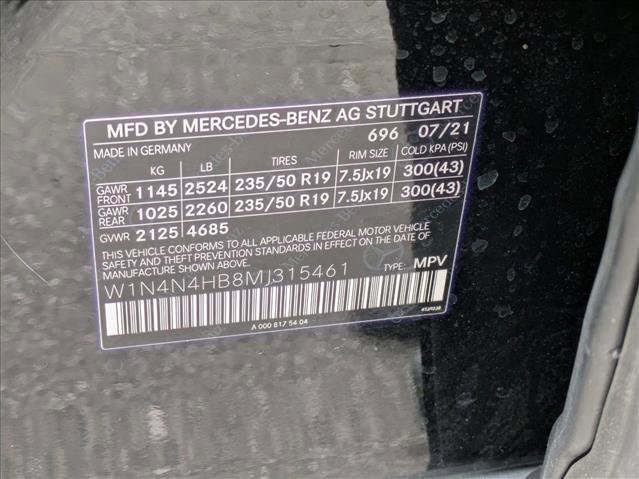 MFD BY MERCEDES-BENZ AG STUTTGART
MADE IN GERMANY 696 07/21
KG LB TIRES RIM SIZE COLD KPA (PSI)
GAWR FRONT 1145 2524 235/50 R19 7.5Jx19 300(43)
GAWR REAR 1025 2260 235/50 R19 7.5Jx19 300(43)
GVWR 2125 4685
THIS VEHICLE CONFORMS TO ALL APPLICABLE FEDERAL MOTOR VEHICLE
SAFETY, BUMPER, AND THEFT PREVENTION STANDARDS IN EFFECT ON THE DATE OF
MANUFACTURE SHOWN ABOVE.
W1N4N4HB8MJ315461 TYPE: MPV
A 000 817 54 04